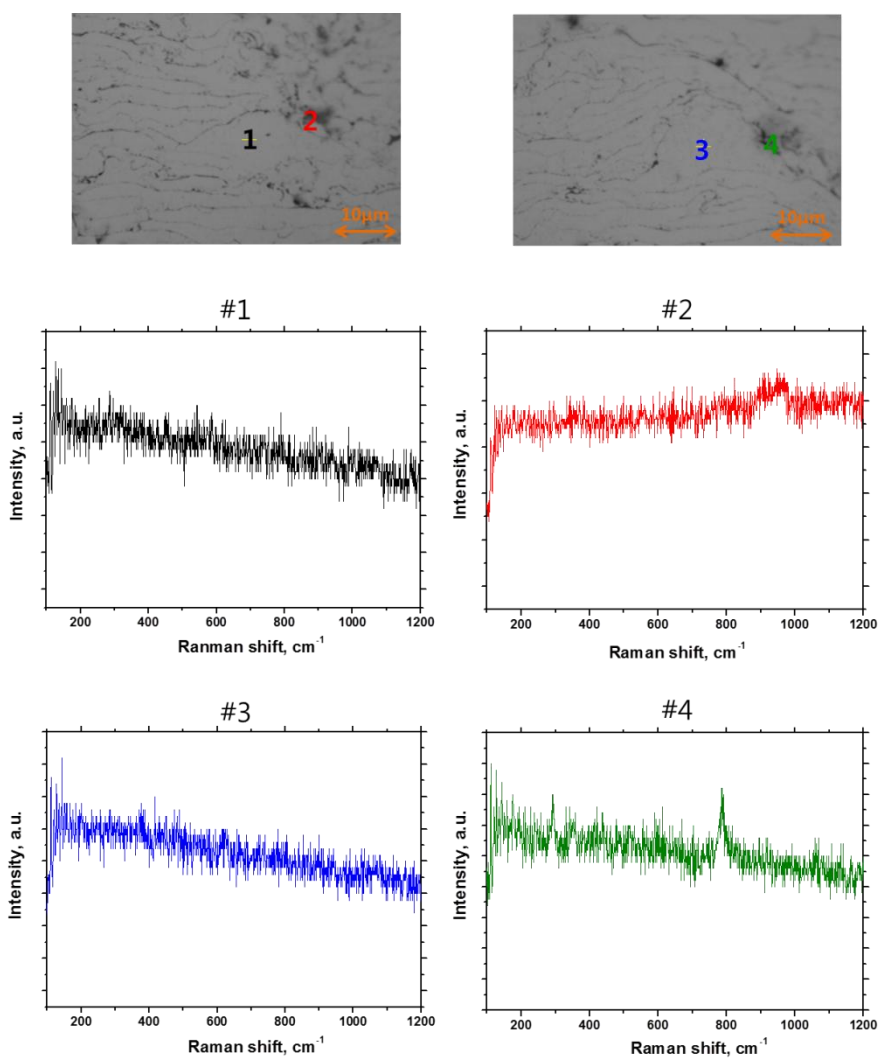 1
2
10μm
3
4
10μm
#1
Intensity, a.u.
200 400 600 800 1000 1200
Ranman shift, cm-1
#2
Intensity, a.u.
200 400 600 800 1000 1200
Raman shift, cm-1
#3
Intensity, a.u.
200 400 600 800 1000 1200
Raman shift, cm-1
#4
Intensity, a.u.
200 400 600 800 1000 1200
Raman shift, cm-1